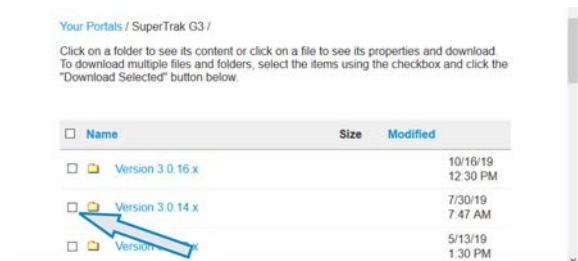 Your Portals / SuperTrak G3 /
Click on a folder to see its content or click on a file to see its properties and download.
To download multiple files and folders, select the items using the checkbox and click the
"Download Selected" button below.
Name Size Modified
Version 3.0.16.x 10/16/19
12:30 PM
Version 3.0.14.x 7/30/19
7:47 AM
5/13/19
1:30 PM